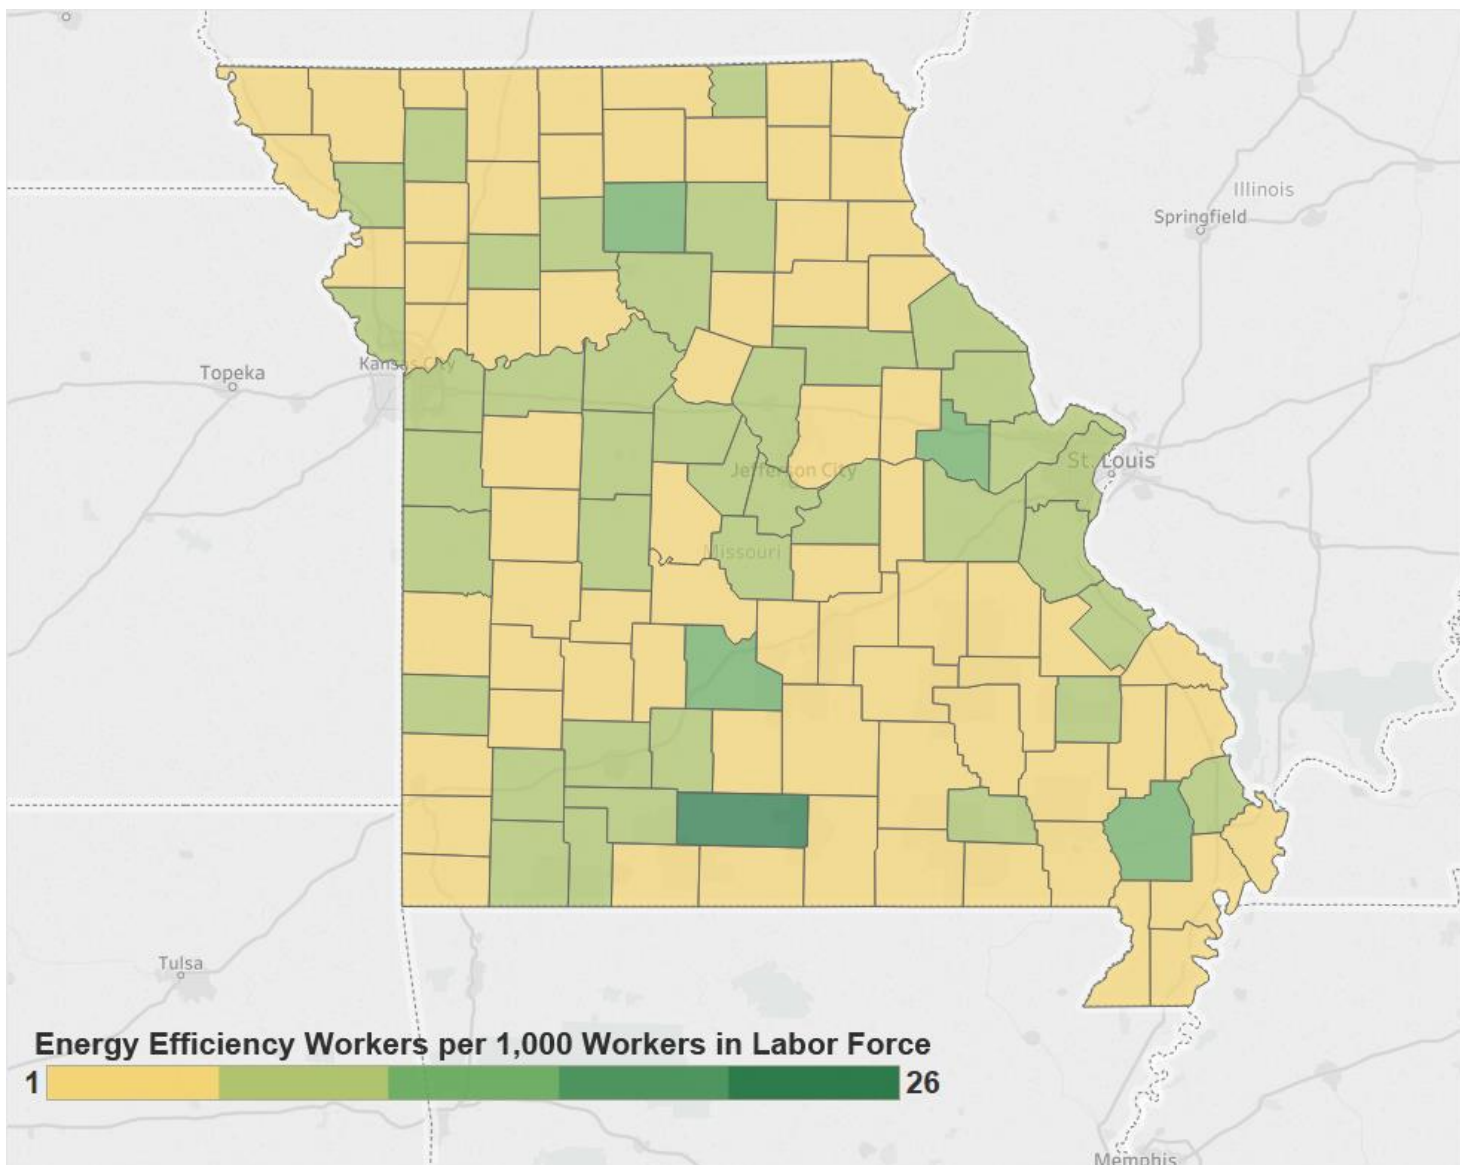 Illinois
Springfield
Topeka
Kansas City
St. Louis
Jefferson City
Missouri
Tulsa
Energy Efficiency Workers per 1,000 Workers in Labor Force
1
26
Memphis